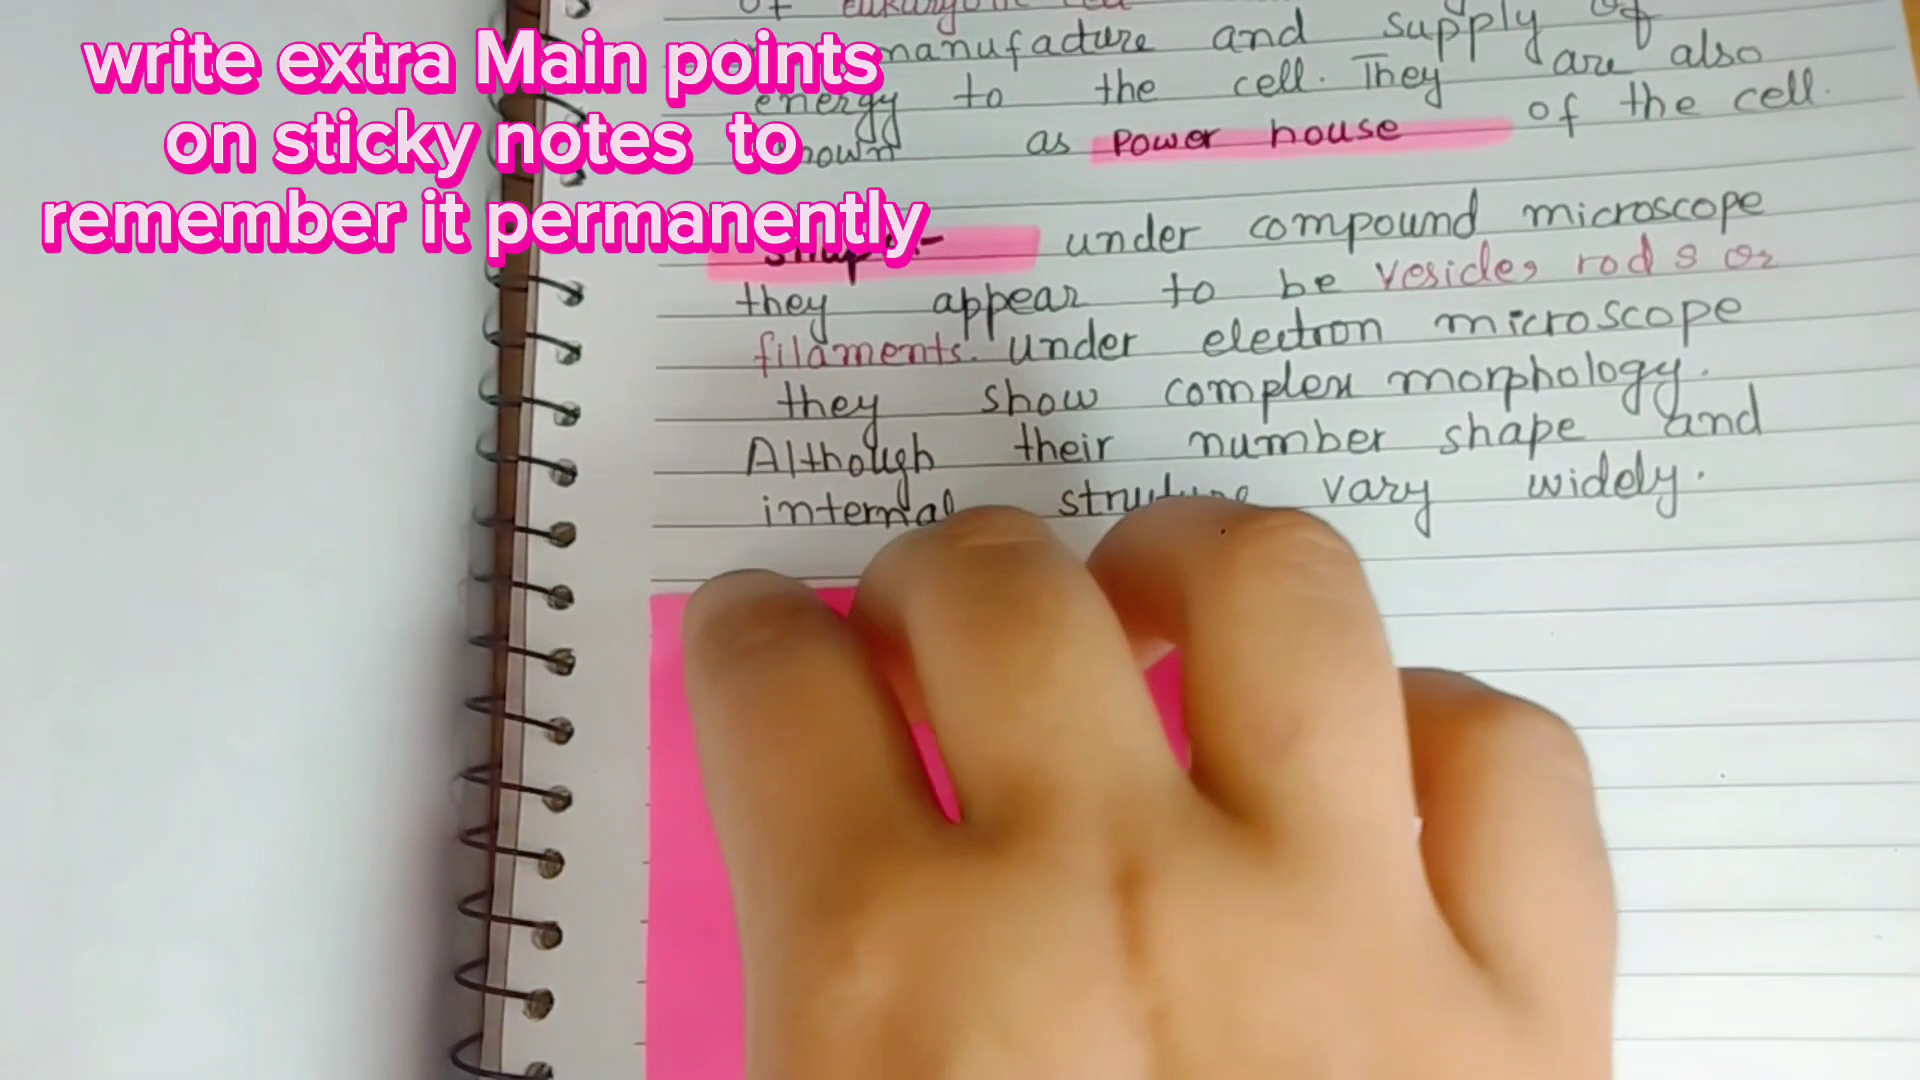 write extra Main points
on sticky notes to
remember it permanently
of eukaryotic
manufacture and supply of
energy to the cell. They are also
as Power house of the cell.
under compound microscope
they appear to be vesicles rods or
filaments. under electron microscope
they show complex morphology.
Although their number shape and
internal vary widely.